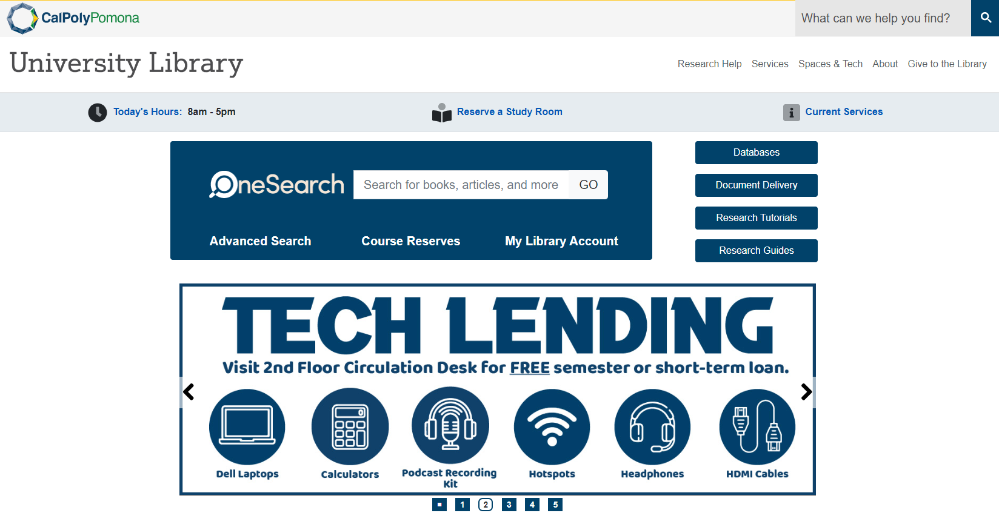 CalPolyPomona
What can we help you find?
University Library
Research Help Services Spaces & Tech About Give to the Library
Today's Hours: 8am - 5pm
Reserve a Study Room
Current Services
OneSearch
Search for books, articles, and more GO
Advanced Search Course Reserves My Library Account
Databases
Document Delivery
Research Tutorials
Research Guides
TECH LENDING
Visit 2nd Floor Circulation Desk for FREE semester or short-term loan.
Dell Laptops
Calculators
Podcast Recording
Kit
Hotspots
Headphones
HDMI Cables
1 2 3 4 5